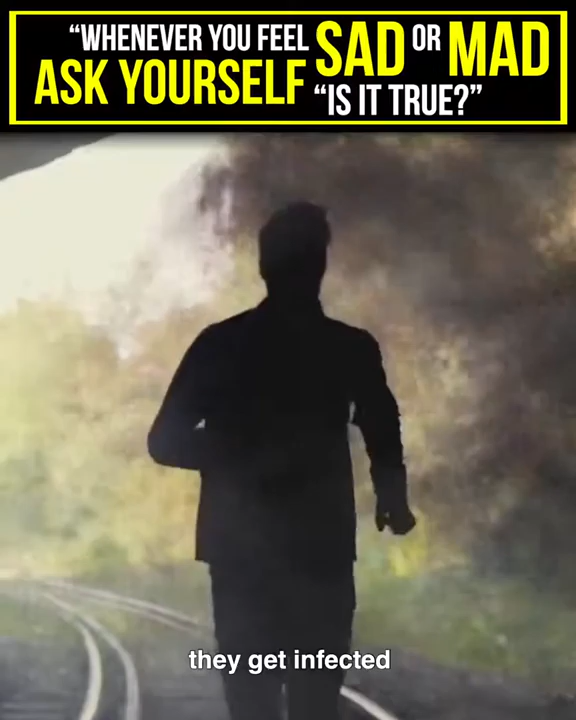 “WHENEVER YOU FEEL SAD OR MAD
ASK YOURSELF “IS IT TRUE?”
they get infected